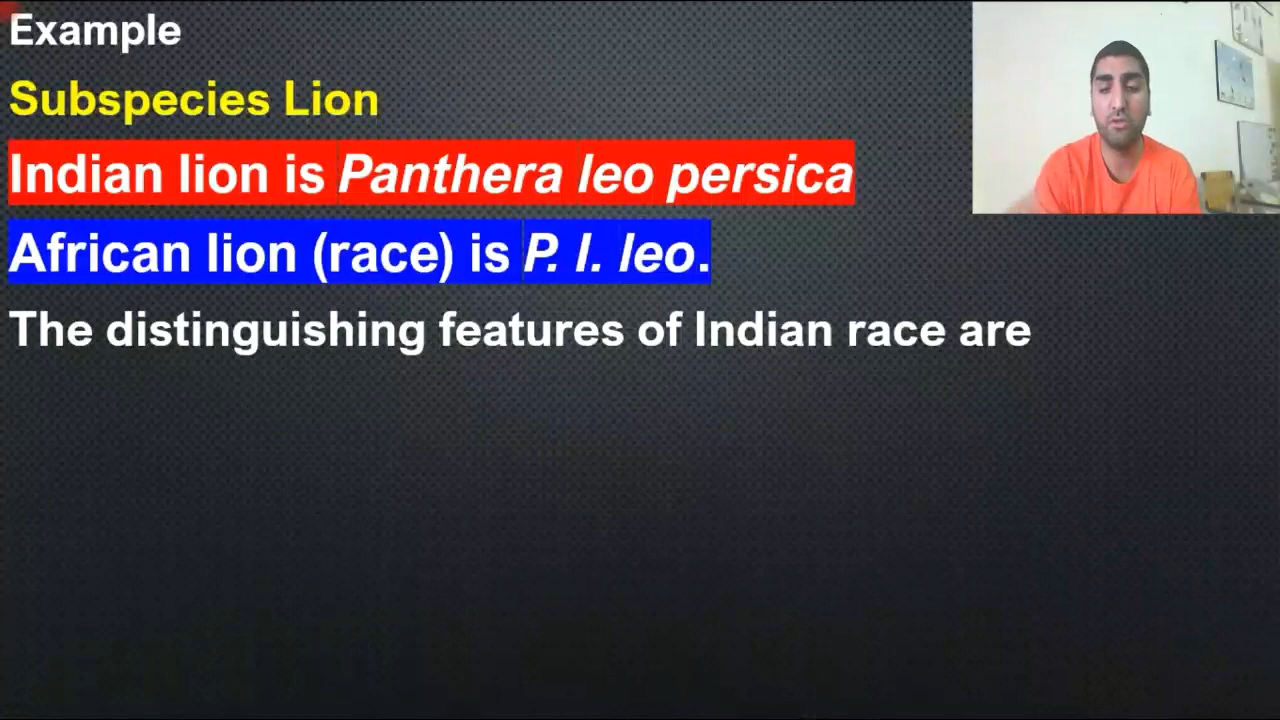 Example
Subspecies Lion
Indian lion is Panthera leo persica
African lion (race) is P. l. leo.
The distinguishing features of Indian race are